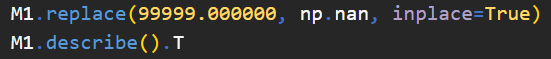 M1.replace(99999.000000, np.nan, inplace=True)
M1.describe().T